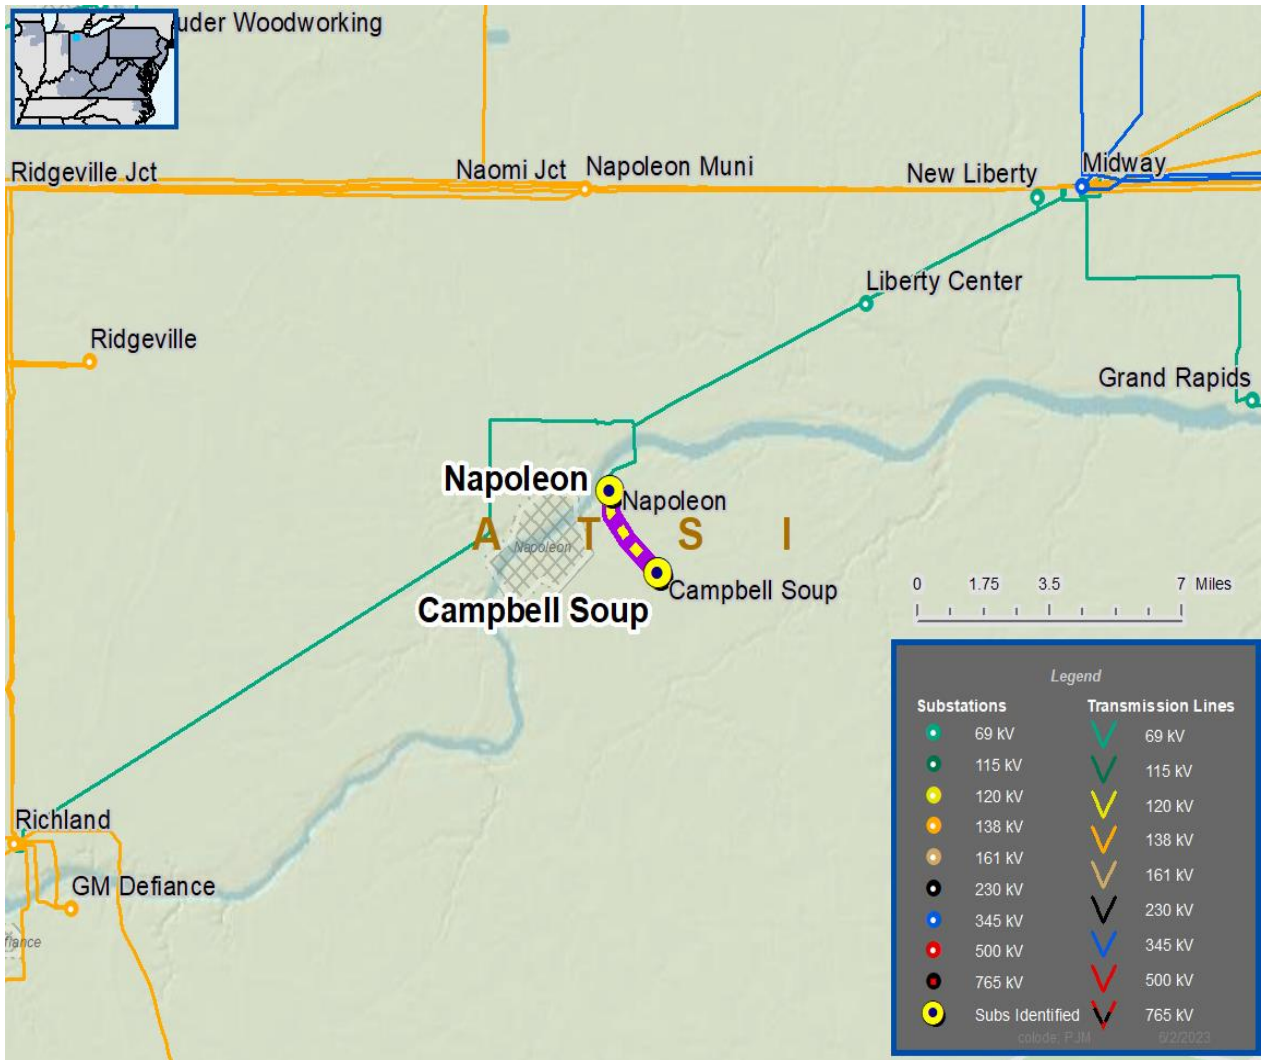 uder Woodworking
Ridgeville Jct
Naomi Jct
Napoleon Muni
New Liberty
Midway
Liberty Center
Ridgeville
Grand Rapids
Napoleon
Napoleon
A T S I
Napoleon
Campbell Soup
Campbell Soup
0 1.75 3.5 7 Miles
Richland
GM Defiance
fiance
Legend
Substations Transmission Lines
69 kV 69 kV
115 kV 115 kV
120 kV 120 kV
138 kV 138 kV
161 kV 161 kV
230 kV 230 kV
345 kV 345 kV
500 kV 500 kV
765 kV 765 kV
Subs Identified
colode; PJM 6/2/2023